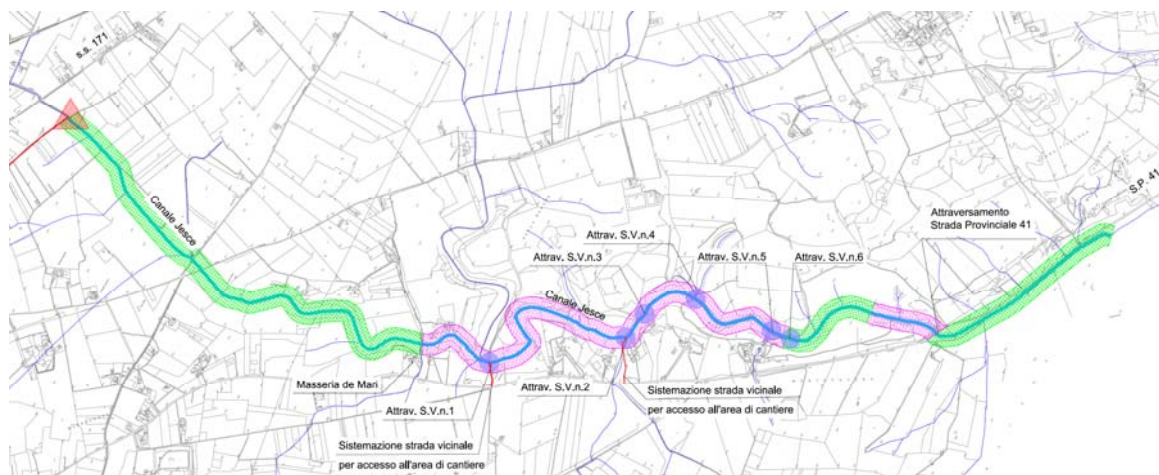 s.s. 171
Canale Jesce
S.P. 41
Attraversamento
Strada Provinciale 41
Attrav. S.V.n.4
Attrav. S.V.n.3
Attrav. S.V.n.5
Attrav. S.V.n.6
Canale Jesce
Masseria de Mari
Attrav. S.V.n.2
Attrav. S.V.n.1
Sistemazione strada vicinale
per accesso all'area di cantiere
Sistemazione strada vicinale
per accesso all'area di cantiere